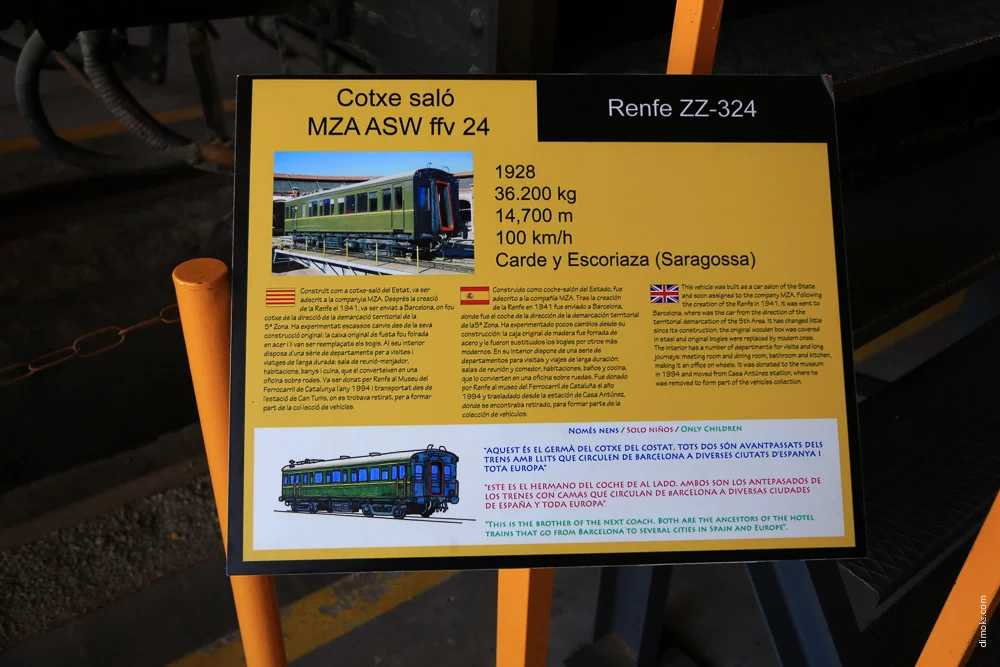 Cotxe saló
MZA ASW ffv 24
Renfe ZZ-324
1928
36.200 kg
14,700 m
100 km/h
Carde y Escoriaza (Saragossa)
Construït com a cotxe-saló del Estat, va ser
adscrit a la companyia MZA. Desprès la creació
de la Renfe el 1941, va ser enviat a Barcelona, on fou
cotxe de la direcció de la demarcació territorial de la
5ª Zona. Ha experimentat escassos canvis des de la seva
construcció original: la caixa original de fusta fou folrada
en acer i li van ser reemplaçats els bogis. Al seu interior
disposa d'una sèrie de departaments per a visites i
viatges de llarga durada: sala de reunió-menjador,
habitacions, banys i cuina, que el converteixen en una
oficina sobre rodes. Va ser donat per Renfe al Museu del
Ferrocarril de Catalunya l'any 1994 i transportat des de
l'estació de Can Tunis, on es trobava retirat, per a formar
part de la col·lecció de vehicles.
Construido como coche-salón del Estado, fue
adscrito a la compañía MZA. Tras la creación
de la Renfe en 1941 fue enviado a Barcelona,
donde fue el coche de la dirección de la demarcación territorial
de la5ª Zona. Ha experimentado pocos cambios desde su
construcción: la caja original de madera fue forrada de
acero y le fueron sustituidos los bogies por otros más
modernos. En su interior dispone de una serie de
departamentos para visitas y viajes de larga duración:
salas de reunión y comedor, habitaciones, baños y cocina,
que lo convierten en una oficina sobre ruedas. Fue donado
por Renfe al museo del Ferrocarril de Cataluña el año
1994 y trasladado desde la estación de Casa Antúnez,
donde se encontraba retirado, para formar parte de la
colección de vehículos.
This vehicle was built as a car salon of the State
and soon assigned to the company MZA. Following
the creation of the Renfe in 1941, it was sent to
Barcelona, where was the car from the direction of the
territorial demarcation of the 5th Area. It has changed little
since its construction: the original wooden box was covered
in steel and original bogies were replaced by modern ones.
The interior has a number of departments for visits and long
journeys: meeting room and dining room, bathroom and kitchen,
making it an office on wheels. It was donated to the museum
in 1994 and moved from Casa Antúnez station, where he
was removed to form part of the vehicles collection.
Només nens / Solo niños / Only Children
"Aquest és el germà del cotxe del costat. Tots dos són avantpassats dels
trens amb llits que circulen de Barcelona a diverses ciutats d'Espanya i
tota Europa"
"Este es el hermano del coche de al lado. Ambos son los antepasados de
los trenes con camas que circulan de Barcelona a diversas ciudades
de España y toda Europa"
"This is the brother of the next coach. Both are the ancestors of the hotel
trains that go from Barcelona to several cities in Spain and Europe".
dimoks.com